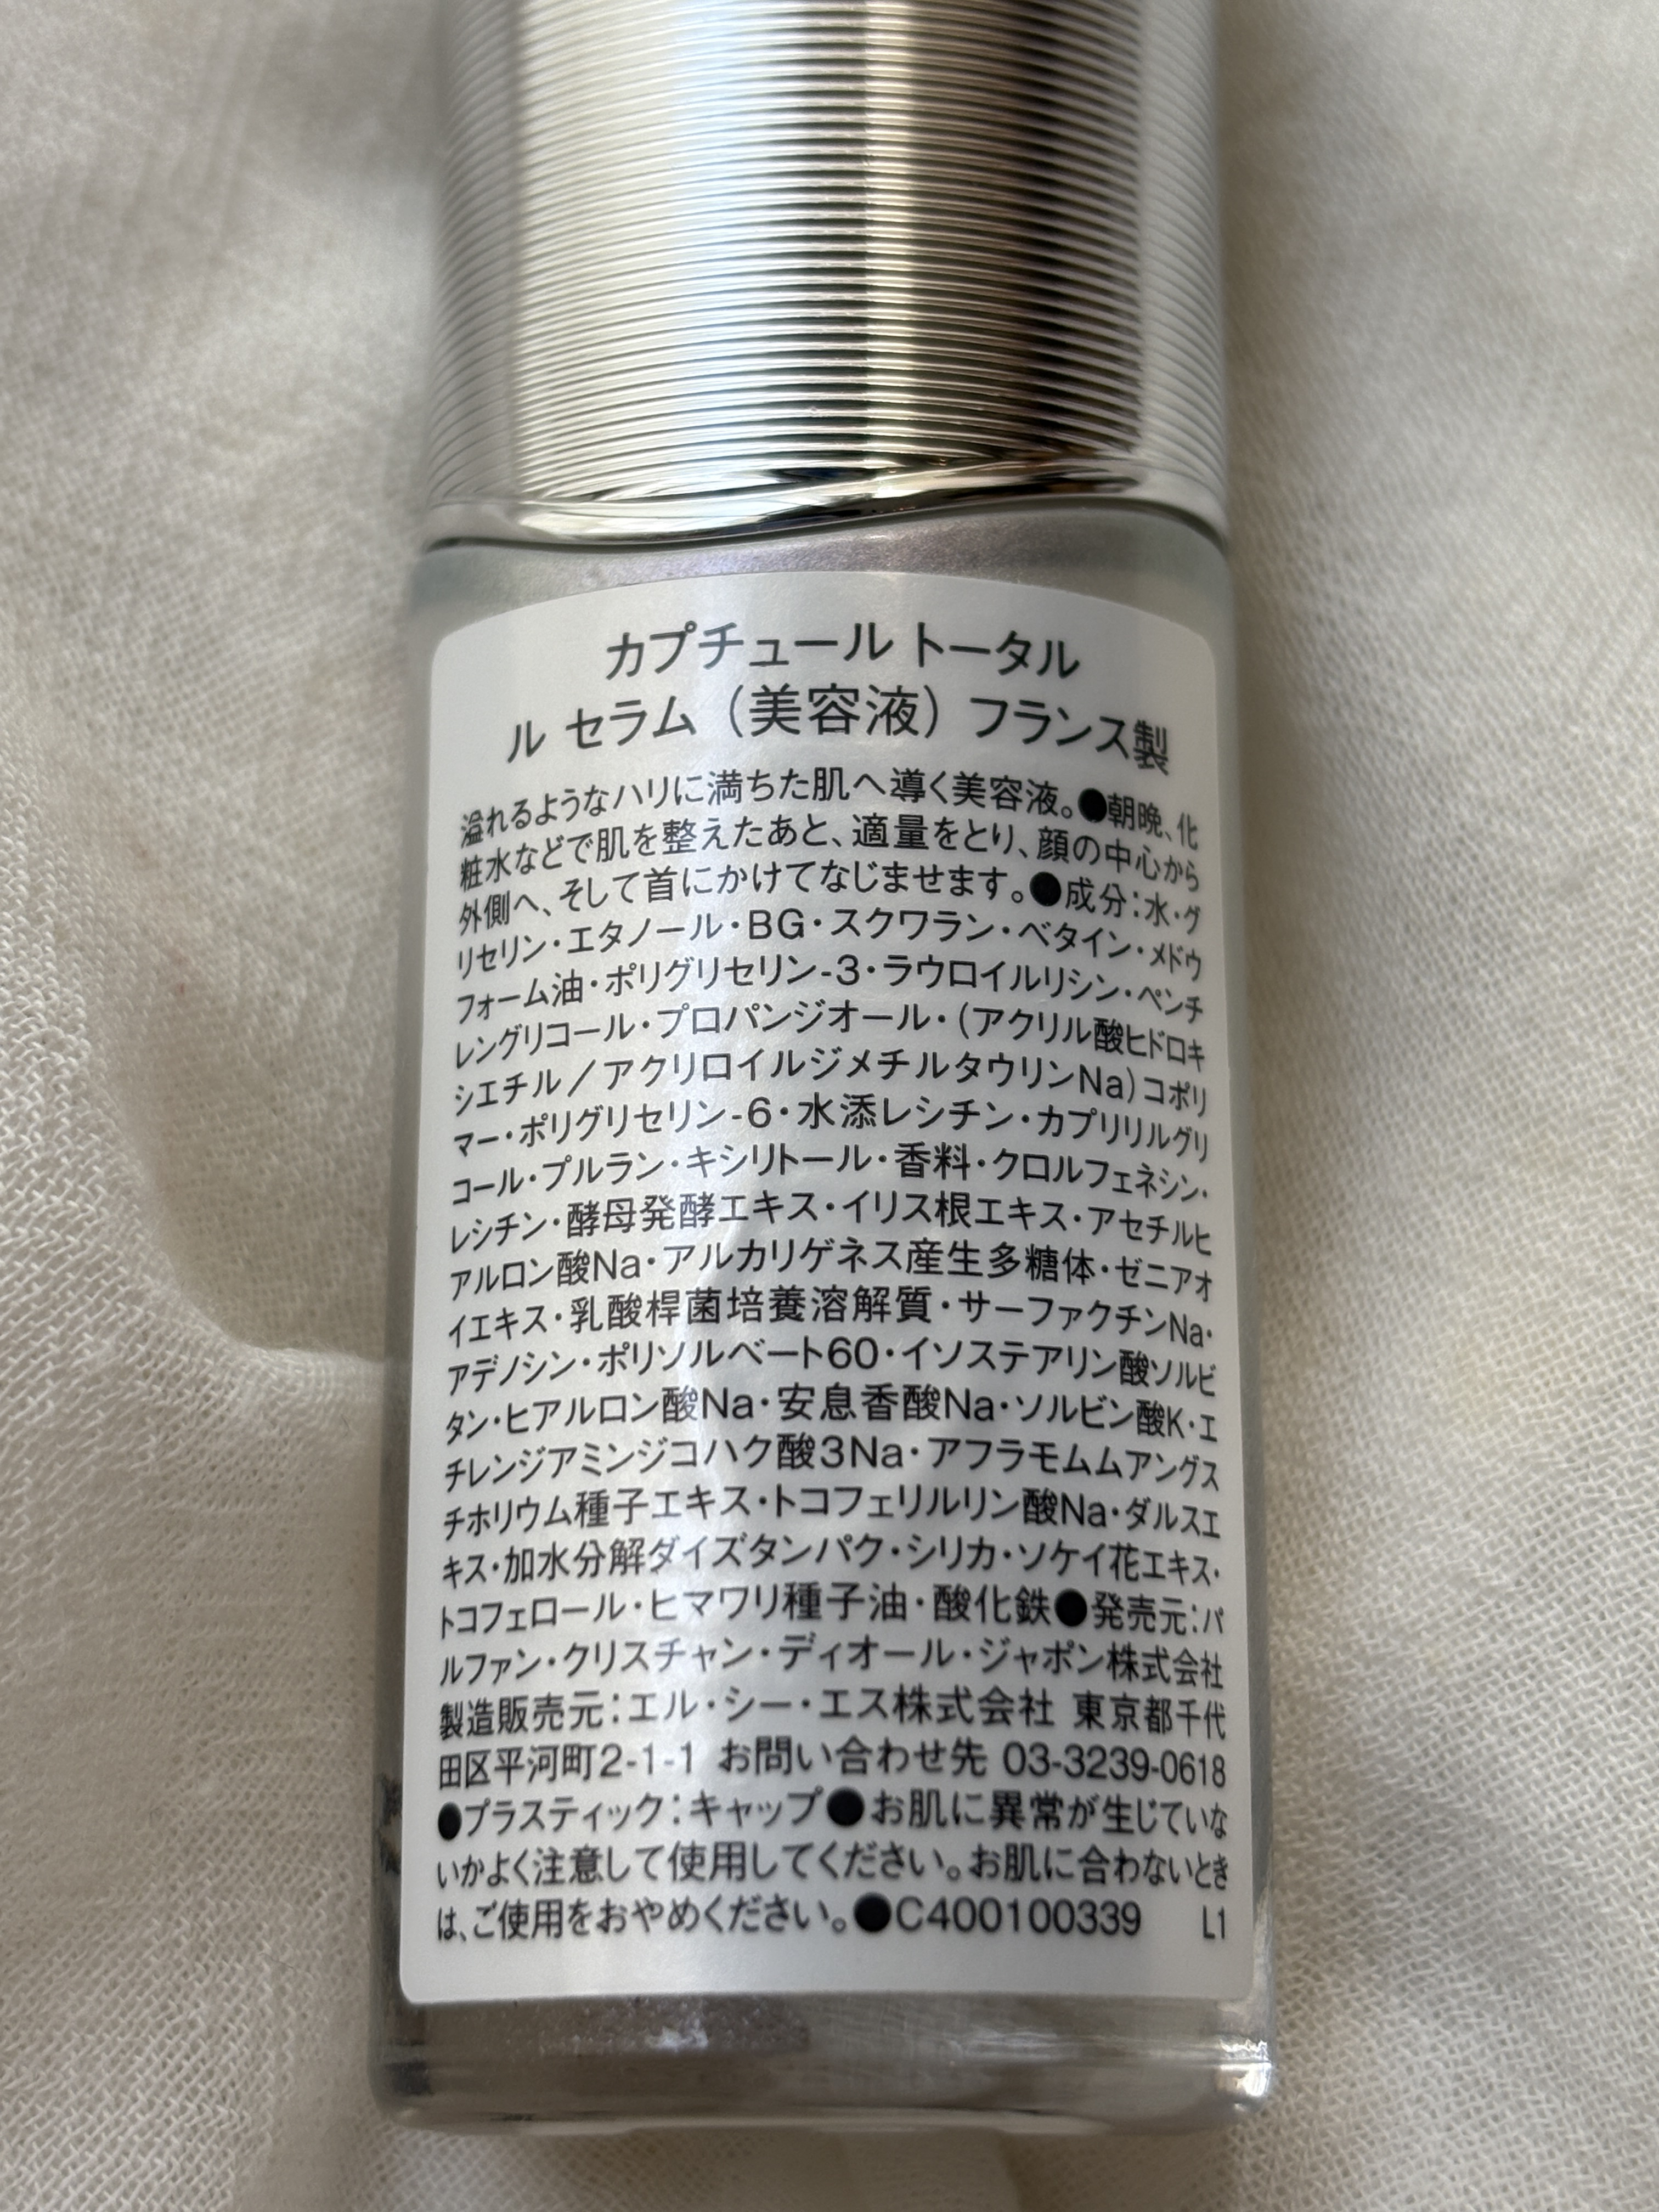 カプチュール トータル
ル セラム（美容液）フランス製
溢れるようなハリに満ちた肌へ導く美容液。●朝晩、化
粧水などで肌を整えたあと、適量をとり、顔の中心から
外側へ、そして首にかけてなじませます。●成分：水・グ
リセリン・エタノール・BG・スクワラン・ベタイン・メドウ
フォーム油・ポリグリセリン-3・ラウロイルリシン・ペンチ
レングリコール・プロパンジオール・(アクリル酸ヒドロキ
シエチル／アクリロイルジメチルタウリンNa)コポリ
マー・ポリグリセリン-6・水添レシチン・カプリリルグリ
コール・プルラン・キシリトール・香料・クロルフェネシン・
レシチン・酵母発酵エキス・イリス根エキス・アセチルヒ
アルロン酸Na・アルカリゲネス産生多糖体・ゼニアオ
イエキス・乳酸桿菌培養溶解質・サーファクチンNa・
アデノシン・ポリソルベート60・イソステアリン酸ソルビ
タン・ヒアルロン酸Na・安息香酸Na・ソルビン酸K・エ
チレンジアミンジコハク酸3Na・アフラモムムアングス
チホリウム種子エキス・トコフェリルリン酸Na・ダルスエ
キス・加水分解ダイズタンパク・シリカ・ソケイ花エキス・
トコフェロール・ヒマワリ種子油・酸化鉄●発売元：パ
ルファン・クリスチャン・ディオール・ジャポン株式会社
製造販売元：エル・シー・エス株式会社 東京都千代
田区平河町2-1-1 お問い合わせ先 03-3239-0618
●プラスティック：キャップ●お肌に異常が生じていな
いかよく注意して使用してください。お肌に合わないとき
は、ご使用をおやめください。●C400100339 L1